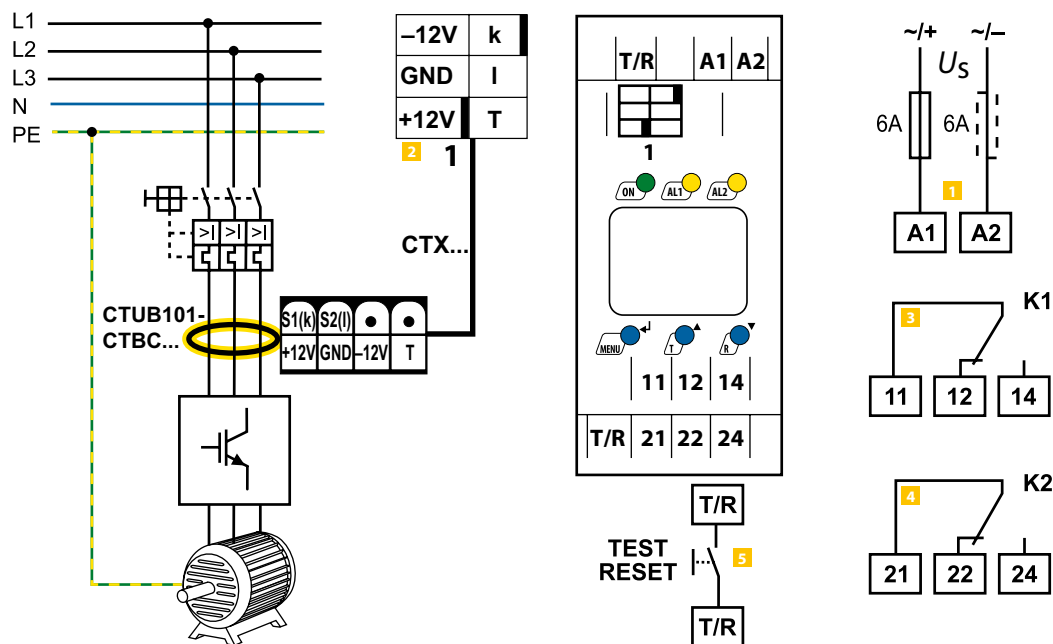 L1
L2
L3
N
PE
>I >I >I
CTUB101-
CTBC...
S1(k) S2(l) • •
+12V GND –12V T
–12V k
GND l
+12V T
2 1
CTX...
T/R A1 A2
1
ON AL1 AL2
MENU T R
11 12 14
T/R 21 22 24
T/R
TEST
RESET
5
T/R
~/+ ~/–
US
6A 6A
1
A1 A2
K1
3
11 12 14
K2
4
21 22 24